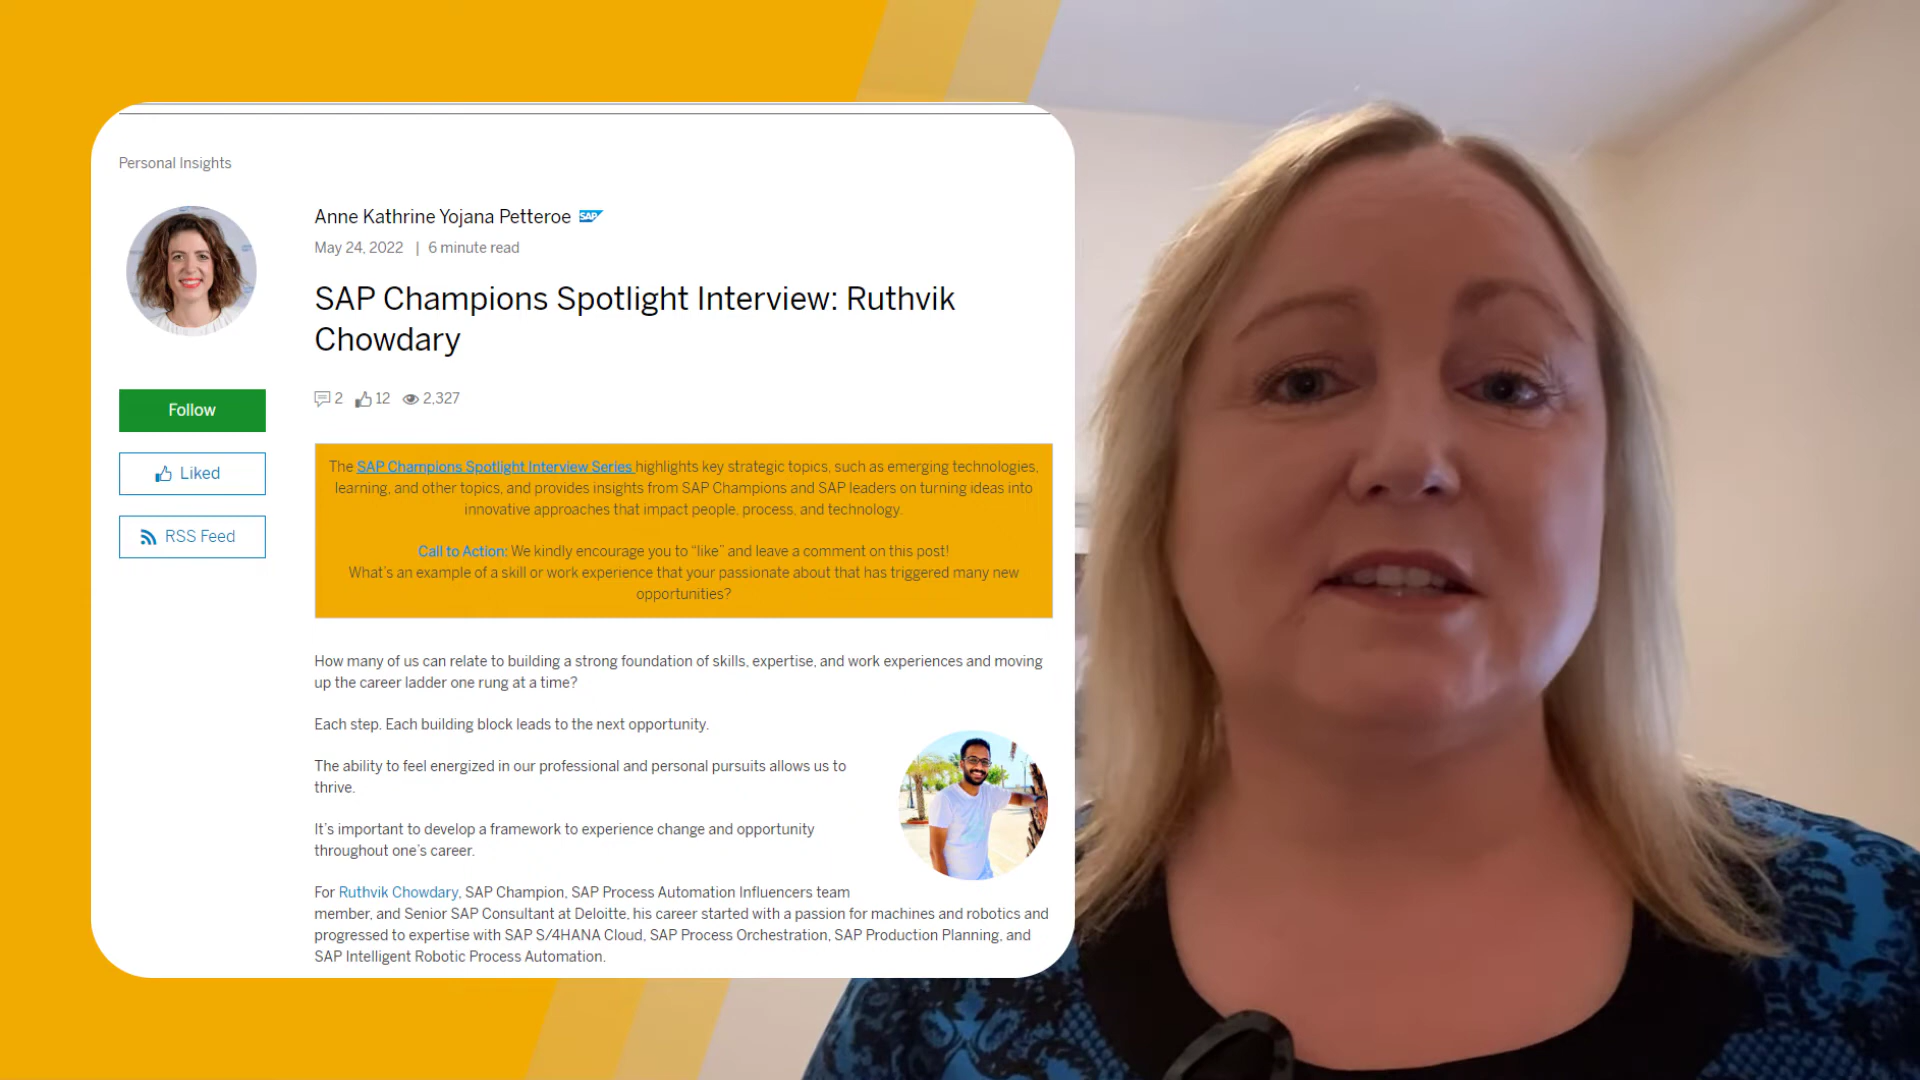 Personal Insights
Anne Kathrine Yojana Petteroe SAP
May 24, 2022 | 6 minute read
SAP Champions Spotlight Interview: Ruthvik
Chowdary
2 12 2,327
Follow
Liked
RSS Feed
The SAP Champions Spotlight Interview Series highlights key strategic topics, such as emerging technologies,
learning, and other topics, and provides insights from SAP Champions and SAP leaders on turning ideas into
innovative approaches that impact people, process, and technology.
Call to Action: We kindly encourage you to “like” and leave a comment on this post!
What’s an example of a skill or work experience that your passionate about that has triggered many new
opportunities?
How many of us can relate to building a strong foundation of skills, expertise, and work experiences and moving
up the career ladder one rung at a time?
Each step. Each building block leads to the next opportunity.
The ability to feel energized in our professional and personal pursuits allows us to
thrive.
It’s important to develop a framework to experience change and opportunity
throughout one’s career.
For Ruthvik Chowdary, SAP Champion, SAP Process Automation Influencers team
member, and Senior SAP Consultant at Deloitte, his career started with a passion for machines and robotics and
progressed to expertise with SAP S/4HANA Cloud, SAP Process Orchestration, SAP Production Planning, and
SAP Intelligent Robotic Process Automation.